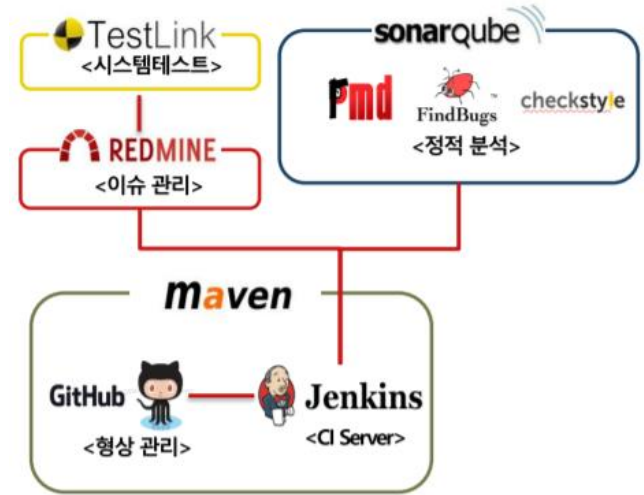 TestLink
<시스템테스트>
REDMINE
<이슈 관리>
sonarqube
Pmd
FindBugs™
checkstyle
<정적 분석>
maven
GitHub
<형상 관리>
Jenkins
<CI Server>